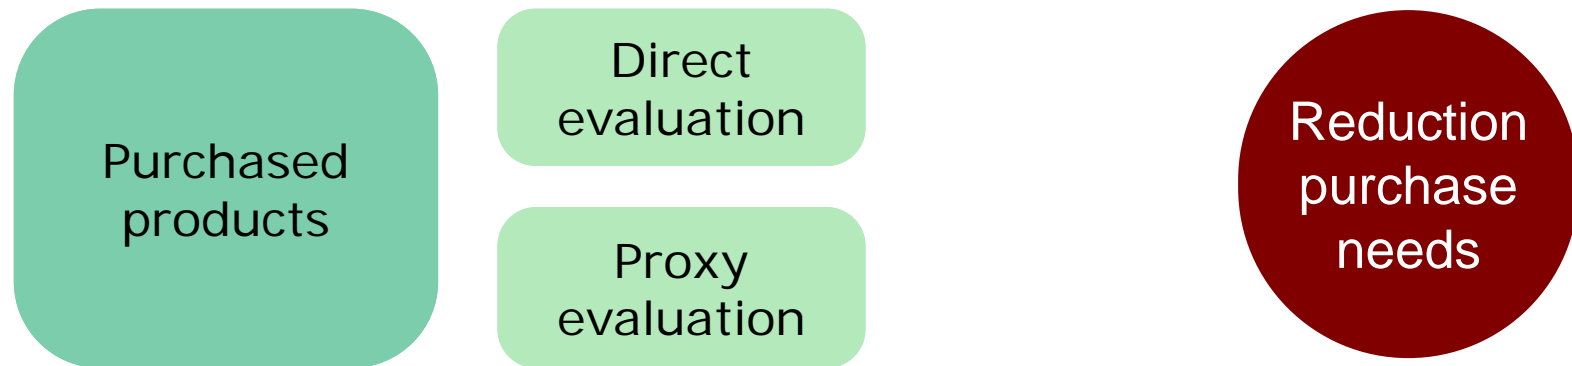 Purchased
products
Direct
evaluation
Proxy
evaluation
Reduction
purchase
needs